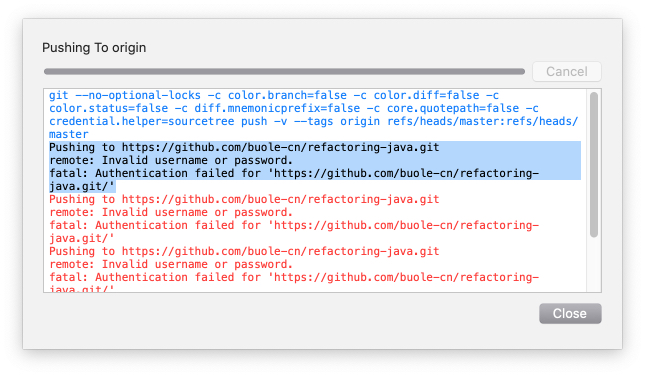 Pushing To origin
Cancel
git --no-optional-locks -c color.branch=false -c color.diff=false -c
color.status=false -c diff.mnemonicprefix=false -c core.quotepath=false -c
credential.helper=sourcetree push -v --tags origin refs/heads/master:refs/heads/
master
Pushing to https://github.com/buole-cn/refactoring-java.git
remote: Invalid username or password.
fatal: Authentication failed for 'https://github.com/buole-cn/refactoring-
java.git/'
Pushing to https://github.com/buole-cn/refactoring-java.git
remote: Invalid username or password.
fatal: Authentication failed for 'https://github.com/buole-cn/refactoring-
java.git/'
Pushing to https://github.com/buole-cn/refactoring-java.git
remote: Invalid username or password.
fatal: Authentication failed for 'https://github.com/buole-cn/refactoring-
java.git/'
Close